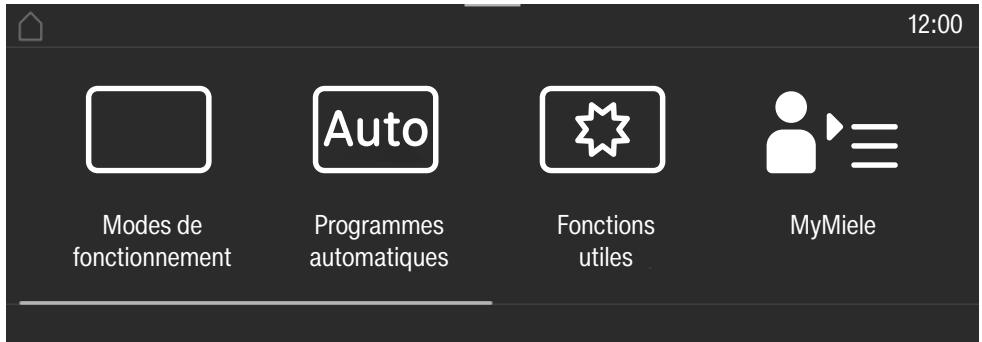 12:00
Auto
Modes de
fonctionnement
Programmes
automatiques
Fonctions
utiles
MyMiele